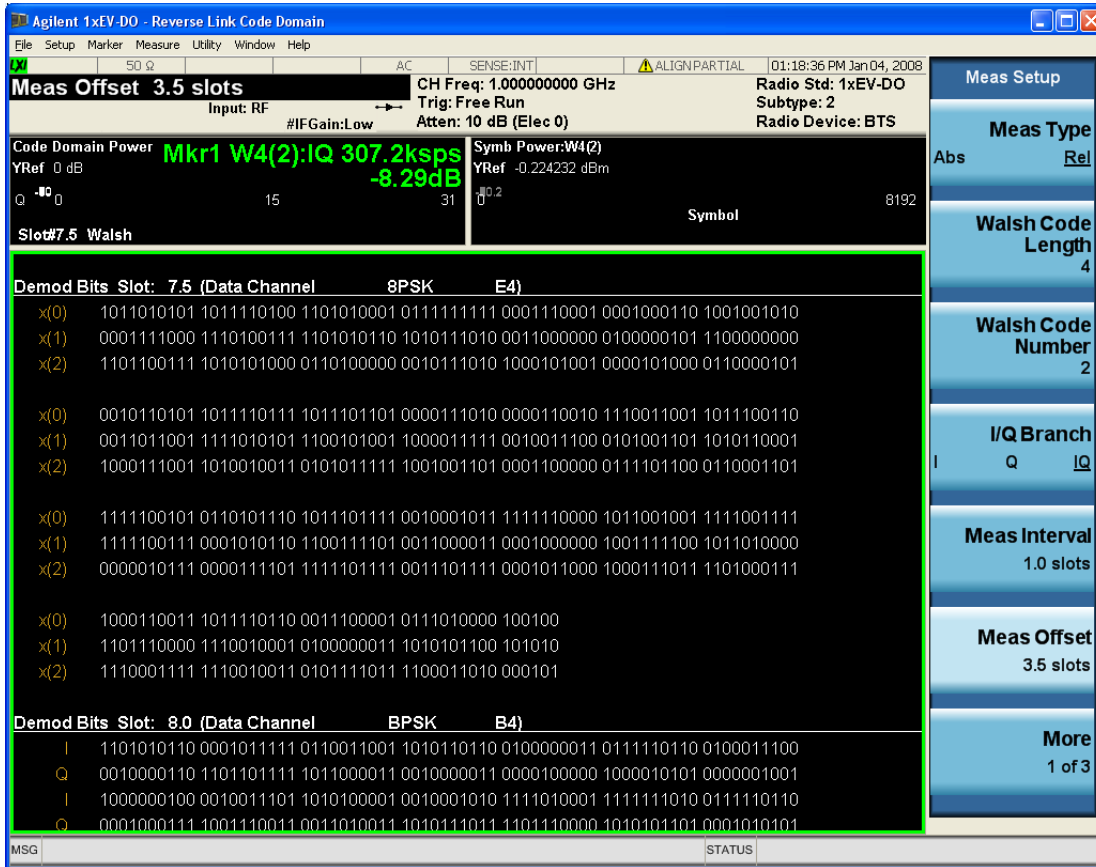 Agilent 1xEV-DO - Reverse Link Code Domain
File Setup Marker Measure Utility Window Help
LXI 50 Ω AC SENSE:INT ALIGN PARTIAL 01:18:36 PM Jan 04, 2008
Meas Offset 3.5 slots
Input: RF
#IFGain:Low
CH Freq: 1.000000000 GHz
Trig: Free Run
Atten: 10 dB (Elec 0)
Radio Std: 1xEV-DO
Subtype: 2
Radio Device: BTS
Code Domain Power
Mkr1 W4(2):IQ 307.2ksps
-8.29dB
YRef 0 dB
Q 0 15 31
Slot#7.5 Walsh
Symb Power:W4(2)
YRef -0.224232 dBm
0 8192
Symbol
Demod Bits Slot: 7.5 (Data Channel 8PSK E4)
x(0) 1011010101 1011110100 1101010001 0111111111 0001110001 0001000110 1001001010
x(1) 0001111000 1110100111 1101010110 1010111010 0011000000 0100000101 1100000000
x(2) 1101100111 1010101000 0110100000 0010111010 1000101001 0000101000 0110000101
x(0) 0010110101 1011110111 1011101101 0000111010 0000110010 1110011001 1011100110
x(1) 0011011001 1111010101 1100101001 1000011111 0010011100 0101001101 1010110001
x(2) 1000111001 1010010011 0101011111 1001001101 0001100000 0111101100 0110001101
x(0) 1111100101 0110101110 1011101111 0010001011 1111110000 1011001001 1111001111
x(1) 1111100111 0001010110 1100111101 0011000011 0001000000 1001111100 1011010000
x(2) 0000010111 0000111101 1111101111 0011101111 0001011000 1000111011 1101000111
x(0) 1000110011 1011110110 0011100001 0111010000 100100
x(1) 1101110000 1110010001 0100000011 1010101100 101010
x(2) 1110001111 1110010011 0101111011 1100011010 000101
Demod Bits Slot: 8.0 (Data Channel BPSK B4)
I 1101010110 0001011111 0110011001 1010110110 0100000011 0111110110 0100011100
Q 0010000110 1101101111 1011000011 0010000011 0000100000 1000010101 0000001001
I 1000000100 0010011101 1010100001 0010001010 1111010001 1111111010 0111110110
Q 0001000111 1001110011 0011010011 1010111011 1101110000 1010101101 0001010101
Meas Setup
Meas Type
Abs Rel
Walsh Code Length
4
Walsh Code Number
2
I/Q Branch
I Q IQ
Meas Interval
1.0 slots
Meas Offset
3.5 slots
More
1 of 3
MSG STATUS